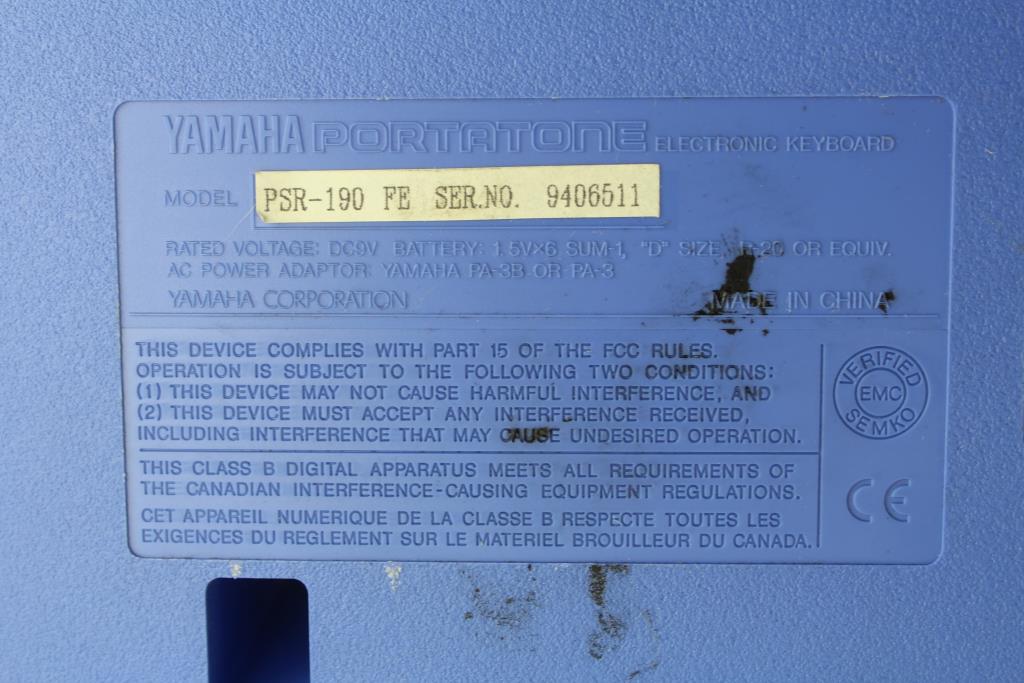 YAMAHA PORTATONE ELECTRONIC KEYBOARD
MODEL PSR-190 FE SER.NO. 9406511
RATED VOLTAGE: DC9V BATTERY: 1.5V×6 SUM-1, "D" SIZE, R-20 OR EQUIV.
AC POWER ADAPTOR: YAMAHA PA-3B OR PA-3
YAMAHA CORPORATION MADE IN CHINA
THIS DEVICE COMPLIES WITH PART 15 OF THE FCC RULES.
OPERATION IS SUBJECT TO THE FOLLOWING TWO CONDITIONS:
(1) THIS DEVICE MAY NOT CAUSE HARMFUL INTERFERENCE, AND
(2) THIS DEVICE MUST ACCEPT ANY INTERFERENCE RECEIVED,
INCLUDING INTERFERENCE THAT MAY CAUSE UNDESIRED OPERATION.
VERIFIED
EMC
SEMKO
THIS CLASS B DIGITAL APPARATUS MEETS ALL REQUIREMENTS OF
THE CANADIAN INTERFERENCE-CAUSING EQUIPMENT REGULATIONS.
CET APPAREIL NUMERIQUE DE LA CLASSE B RESPECTE TOUTES LES
EXIGENCES DU REGLEMENT SUR LE MATERIEL BROUILLEUR DU CANADA.
CE